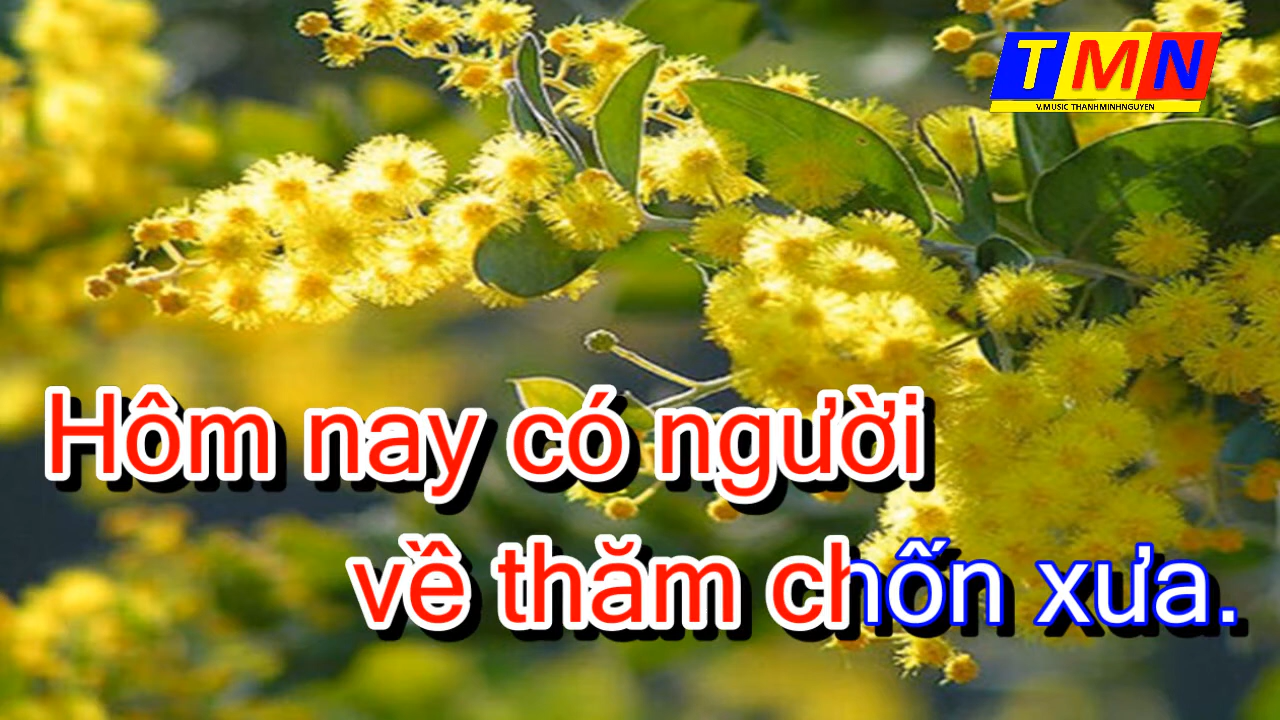 TMN
V.MUSIC THANHMINHNGUYEN
Hôm nay có người
về thăm chốn xưa.